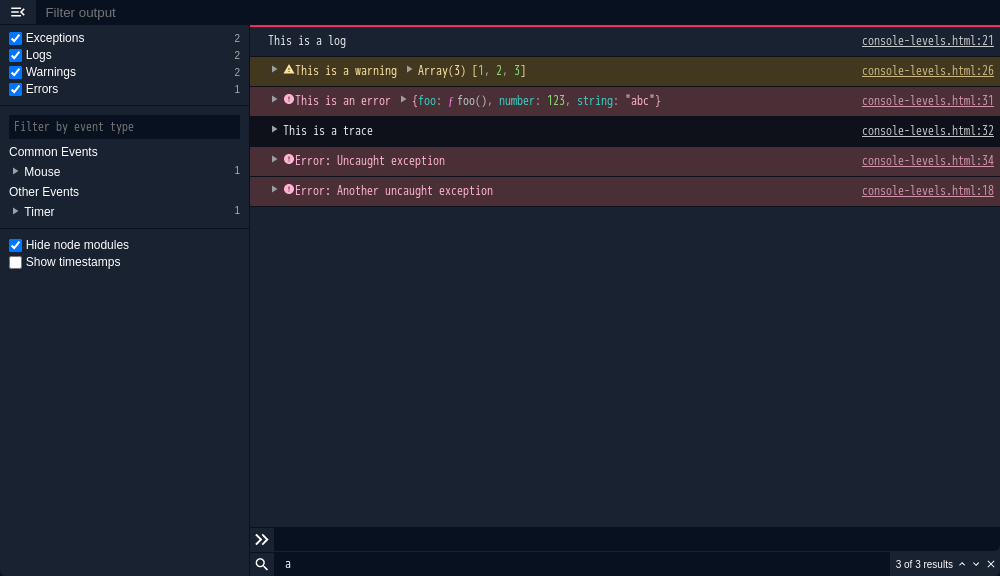 Filter output
Exceptions 2
Logs 2
Warnings 2
Errors 1
Filter by event type
Common Events
Mouse 1
Other Events
Timer 1
Hide node modules
Show timestamps
This is a log console-levels.html:21
This is a warning Array(3) [1, 2, 3] console-levels.html:26
This is an error {foo: ƒ foo(), number: 123, string: "abc"} console-levels.html:31
This is a trace console-levels.html:32
Error: Uncaught exception console-levels.html:34
Error: Another uncaught exception console-levels.html:18
a 3 of 3 results